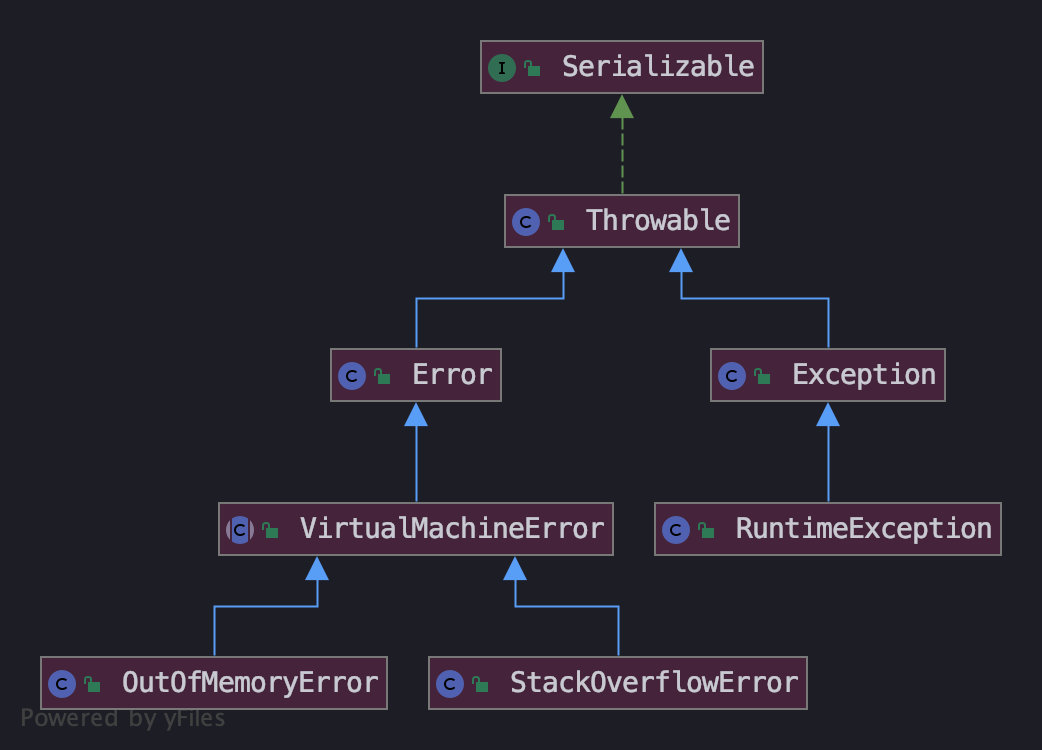 I Serializable
C Throwable
C Error
C Exception
C VirtualMachineError
C RuntimeException
C OutOfMemoryError
C StackOverflowError
Powered by yFiles